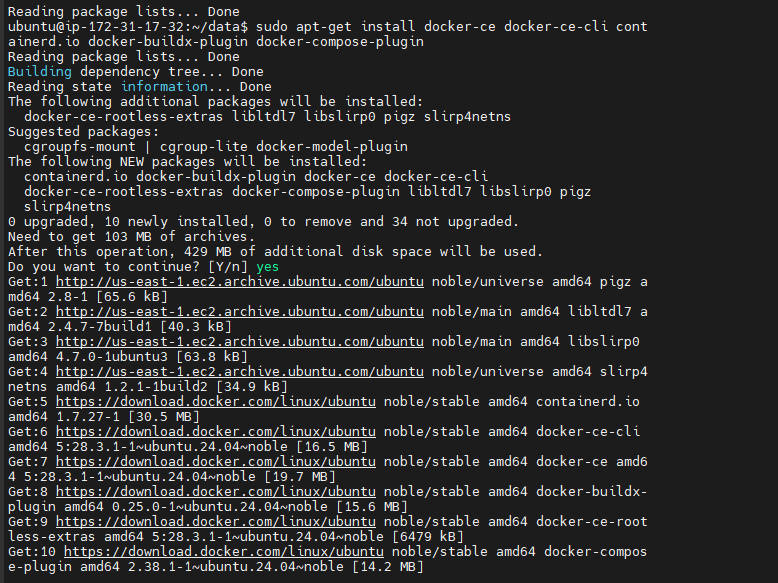 Reading package lists... Done
ubuntu@ip-172-31-17-32:~/data$ sudo apt-get install docker-ce docker-ce-cli cont
ainerd.io docker-buildx-plugin docker-compose-plugin
Reading package lists... Done
Building dependency tree... Done
Reading state information... Done
The following additional packages will be installed:
  docker-ce-rootless-extras libltdl7 libslirp0 pigz slirp4netns
Suggested packages:
  cgroupfs-mount | cgroup-lite docker-model-plugin
The following NEW packages will be installed:
  containerd.io docker-buildx-plugin docker-ce docker-ce-cli
  docker-ce-rootless-extras docker-compose-plugin libltdl7 libslirp0 pigz
  slirp4netns
0 upgraded, 10 newly installed, 0 to remove and 34 not upgraded.
Need to get 103 MB of archives.
After this operation, 429 MB of additional disk space will be used.
Do you want to continue? [Y/n] yes
Get:1 http://us-east-1.ec2.archive.ubuntu.com/ubuntu noble/universe amd64 pigz a
md64 2.8-1 [65.6 kB]
Get:2 http://us-east-1.ec2.archive.ubuntu.com/ubuntu noble/main amd64 libltdl7 a
md64 2.4.7-7build1 [40.3 kB]
Get:3 http://us-east-1.ec2.archive.ubuntu.com/ubuntu noble/main amd64 libslirp0
amd64 4.7.0-1ubuntu3 [63.8 kB]
Get:4 http://us-east-1.ec2.archive.ubuntu.com/ubuntu noble/universe amd64 slirp4
netns amd64 1.2.1-1build2 [34.9 kB]
Get:5 https://download.docker.com/linux/ubuntu noble/stable amd64 containerd.io
amd64 1.7.27-1 [30.5 MB]
Get:6 https://download.docker.com/linux/ubuntu noble/stable amd64 docker-ce-cli
amd64 5:28.3.1-1~ubuntu.24.04~noble [16.5 MB]
Get:7 https://download.docker.com/linux/ubuntu noble/stable amd64 docker-ce amd6
4 5:28.3.1-1~ubuntu.24.04~noble [19.7 MB]
Get:8 https://download.docker.com/linux/ubuntu noble/stable amd64 docker-buildx-
plugin amd64 0.25.0-1~ubuntu.24.04~noble [15.6 MB]
Get:9 https://download.docker.com/linux/ubuntu noble/stable amd64 docker-ce-root
less-extras amd64 5:28.3.1-1~ubuntu.24.04~noble [6479 kB]
Get:10 https://download.docker.com/linux/ubuntu noble/stable amd64 docker-compos
e-plugin amd64 2.38.1-1~ubuntu.24.04~noble [14.2 MB]